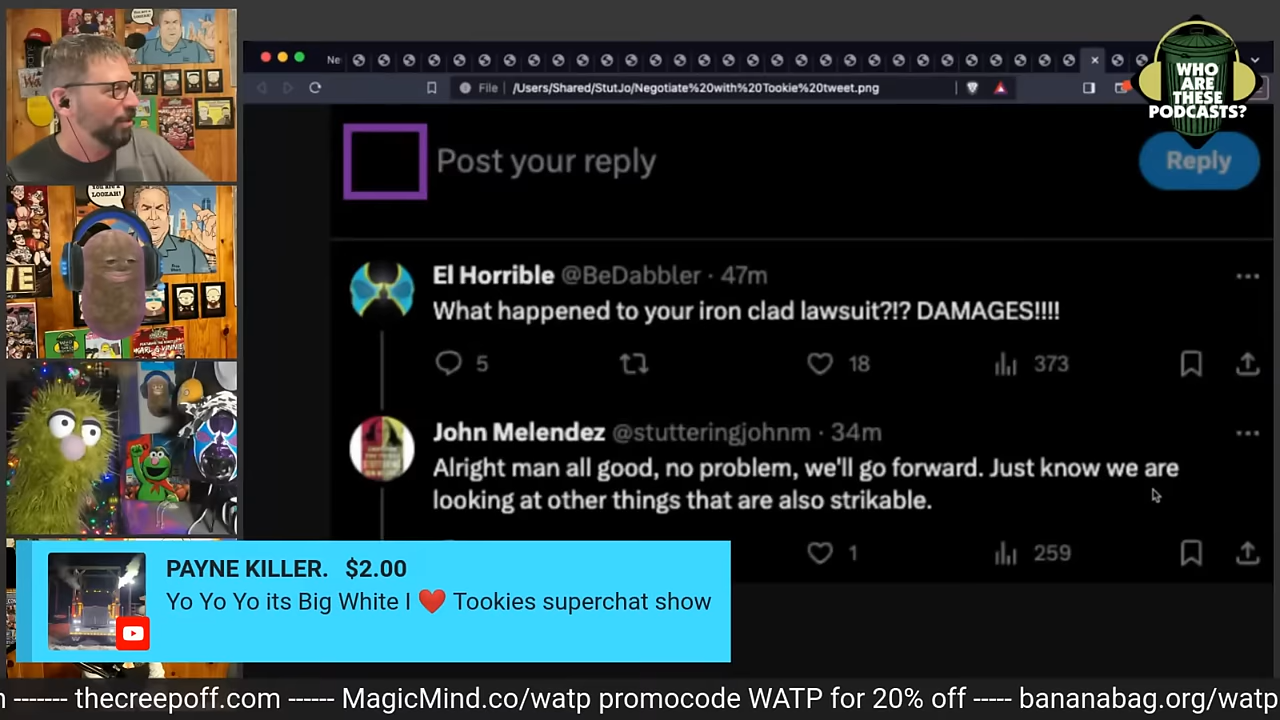 YOU ARE A
LOOZAH!
Ne
File
/Users/Shared/StutJo/Negotiate%20with%20Tookie%20tweet.png
WHO
ARE THESE
PODCASTS?
Post your reply
Reply
El Horrible @BeDabbler · 47m
What happened to your iron clad lawsuit?!? DAMAGES!!!!
5
18
373
John Melendez @stutteringjohnm · 34m
Alright man all good, no problem, we'll go forward. Just know we are
looking at other things that are also strikable.
1
259
PAYNE KILLER. $2.00
Yo Yo Yo its Big White I ❤️ Tookies superchat show
------- thecreepoff.com ------ MagicMind.co/watp promocode WATP for 20% off ----- bananabag.org/watp